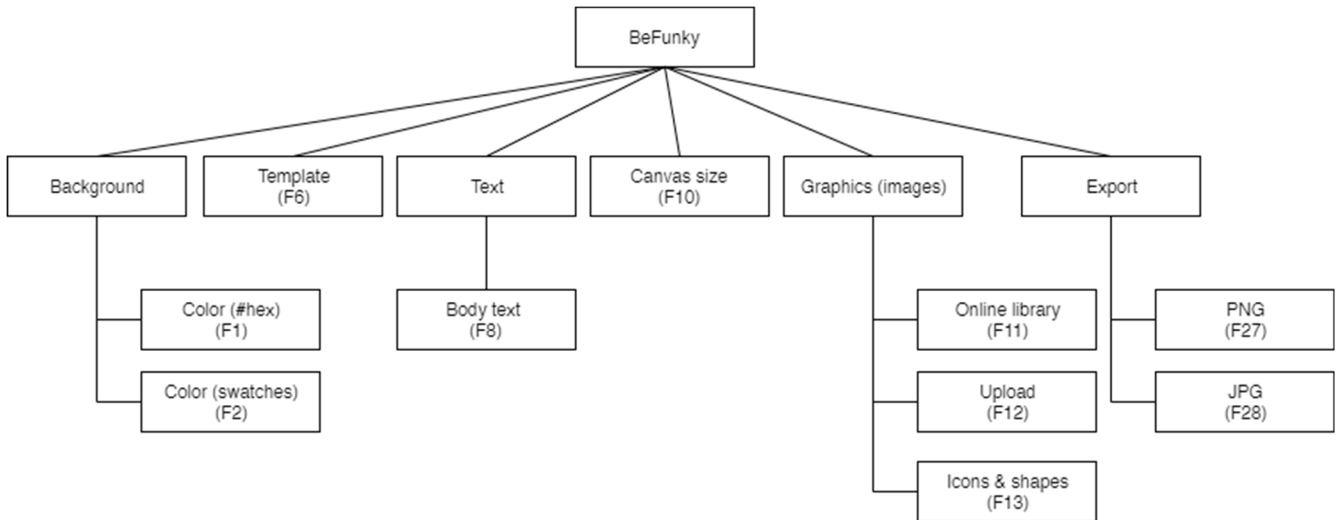 BeFunky
Background
Template
(F6)
Text
Canvas size
(F10)
Graphics (images)
Export
Color (#hex)
(F1)
Color (swatches)
(F2)
Body text
(F8)
Online library
(F11)
Upload
(F12)
Icons & shapes
(F13)
PNG
(F27)
JPG
(F28)